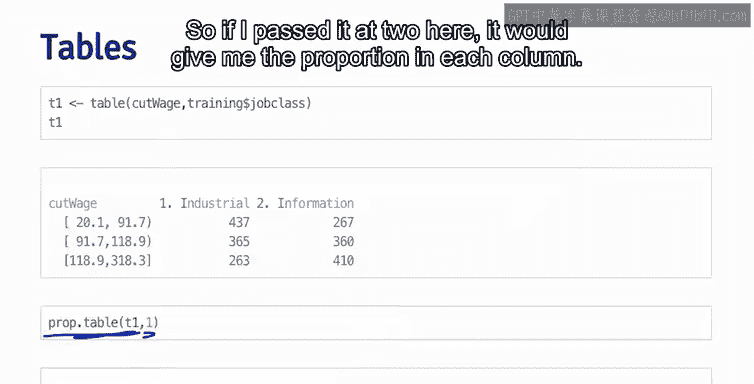 So if I passed it at two here, it would
give me the proportion in each column.
Tables
t1 <- table(cutWage,training$jobclass)
t1
cutWage 1. Industrial 2. Information
[ 20.1, 91.7) 437 267
[ 91.7,118.9) 365 360
[118.9,318.3] 263 410
prop.table(t1,1)